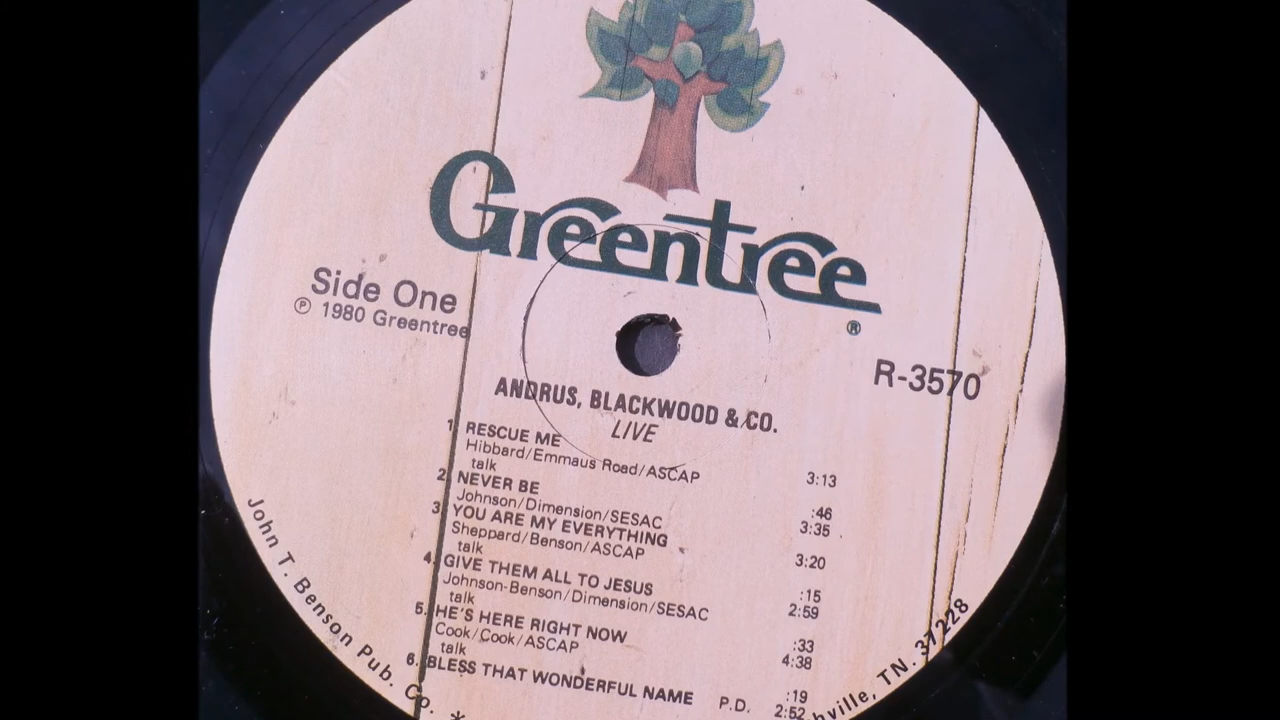 Greentree
®
Side One
℗ 1980 Greentree
R-3570
ANDRUS, BLACKWOOD & CO.
LIVE
1. RESCUE ME
Hibbard/Emmaus Road/ASCAP 3:13
talk :46
2. NEVER BE
Johnson/Dimension/SESAC 3:35
3. YOU ARE MY EVERYTHING
Sheppard/Benson/ASCAP 3:20
talk :15
4. GIVE THEM ALL TO JESUS
Johnson-Benson/Dimension/SESAC 2:59
talk :33
5. HE'S HERE RIGHT NOW
Cook/Cook/ASCAP 4:38
talk :19
6. BLESS THAT WONDERFUL NAME P.D. 2:52
John T. Benson Pub. Co. *
hville, TN. 37228